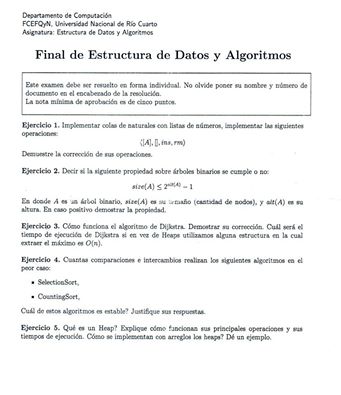 Departamento de Computación
FCEFQyN, Universidad Nacional de Río Cuarto
Asignatura: Estructura de Datos y Algoritmos
Final de Estructura de Datos y Algoritmos
Este examen debe ser resuelto en forma individual. No olvide poner su nombre y número de
documento en el encabezado de la resolución.
La nota mínima de aprobación es de cinco puntos.
Ejercicio 1. Implementar colas de naturales con listas de números, implementar las siguientes
operaciones:
⟨[A], [], ins, rm⟩
Demuestre la corrección de sus operaciones.
Ejercicio 2. Decir si la siguiente propiedad sobre árboles binarios se cumple o no:
size(A) ≤ 2^{alt(A)} − 1
En donde A es un árbol binario, size(A) es su tamaño (cantidad de nodos), y alt(A) es su
altura. En caso positivo demostrar la propiedad.
Ejercicio 3. Cómo funciona el algoritmo de Dijkstra. Demostrar su corrección. Cuál será el
tiempo de ejecución de Dijkstra si en vez de Heaps utilizamos alguna estructura en la cual
extraer el máximo es O(n).
Ejercicio 4. Cuantas comparaciones e intercambios realizan los siguientes algoritmos en el
peor caso:
▪ SelectionSort,
▪ CountingSort,
Cuál de estos algoritmos es estable? Justifique sus respuestas.
Ejercicio 5. Qué es un Heap? Explique cómo funcionan sus principales operaciones y sus
tiempos de ejecución. Cómo se implementan con arreglos los heaps? Dé un ejemplo.